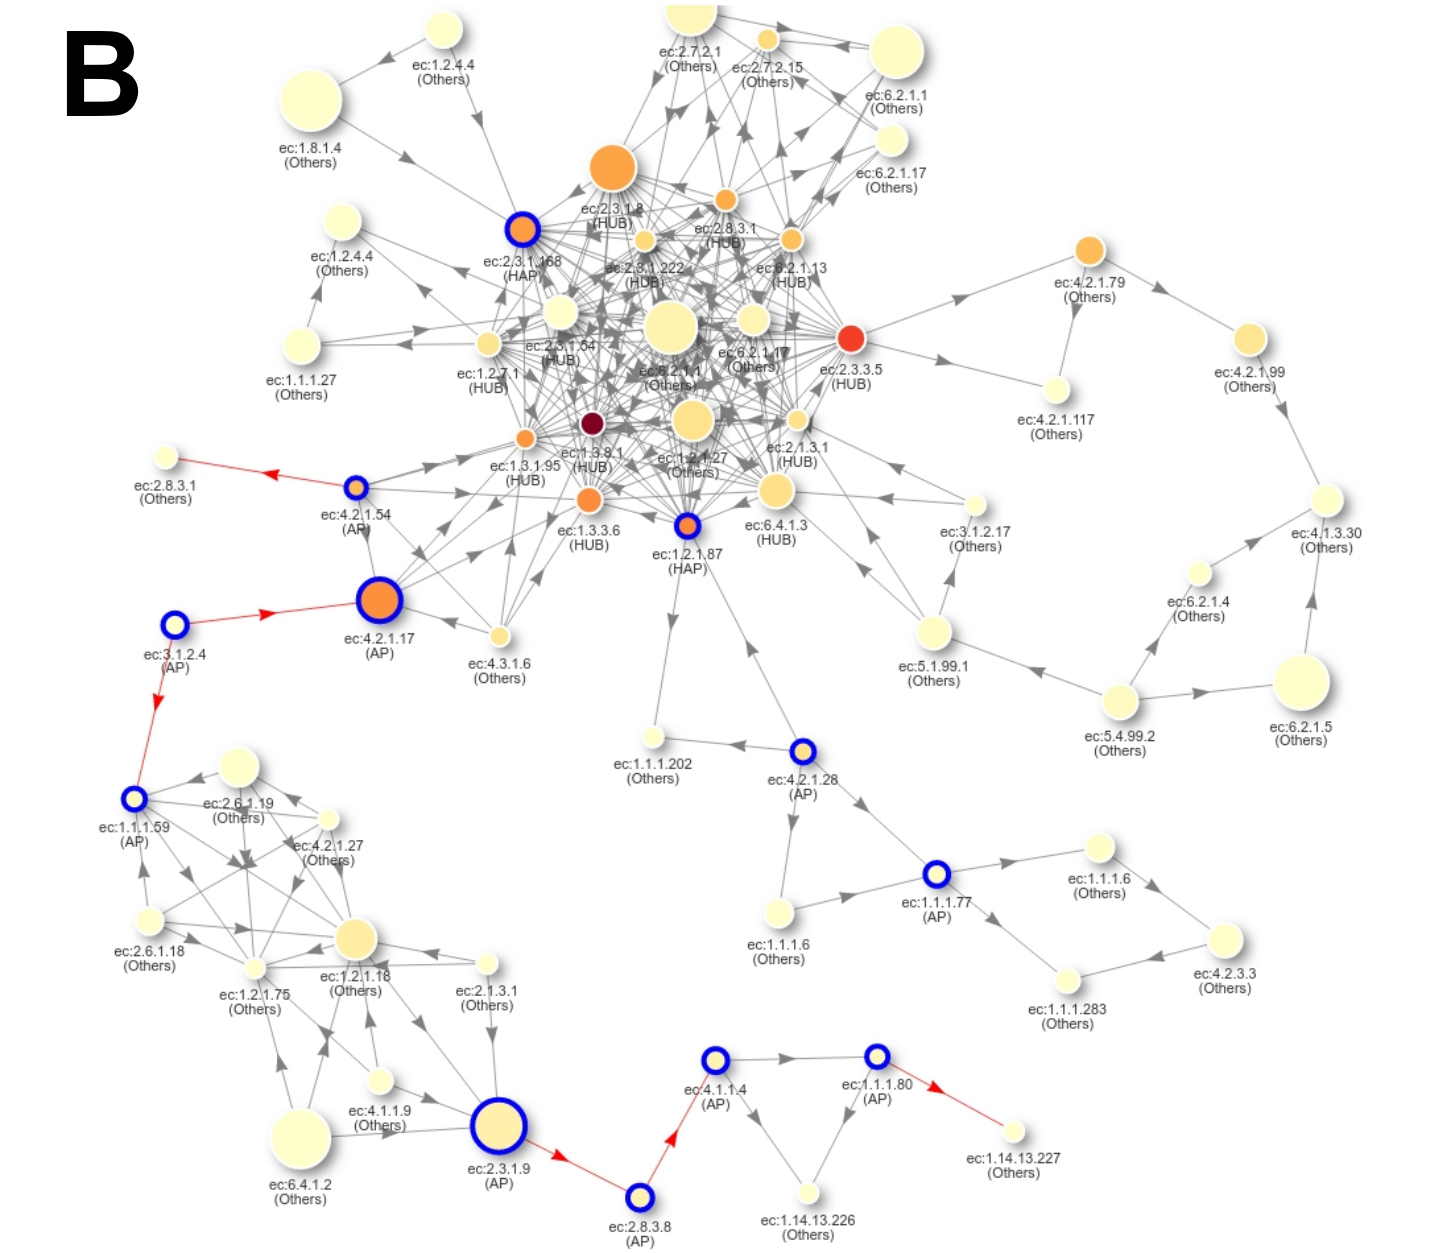 B
ec:1.2.4.4
(Others)
ec:2.7.2.1
(Others)
ec:2.7.2.15
(Others)
ec:6.2.1.1
(Others)
ec:1.8.1.4
(Others)
ec:6.2.1.17
(Others)
ec:2.3.1.8
(HUB)
ec:2.8.3.1
(HUB)
ec:1.2.4.4
(Others)
ec:2.3.1.168
(HAP)
ec:2.3.1.222
(HUB)
ec:6.2.1.13
(HUB)
ec:4.2.1.79
(Others)
ec:2.3.1.54
(HUB)
ec:6.2.1.17
(Others)
ec:1.1.1.27
(Others)
ec:1.2.7.1
(HUB)
ec:6.2.1.1
(Others)
ec:2.3.3.5
(HUB)
ec:4.2.1.99
(Others)
ec:4.2.1.117
(Others)
ec:2.8.3.1
(Others)
ec:1.3.1.95
(HUB)
ec:1.3.8.1
(HUB)
ec:1.2.1.27
(Others)
ec:2.1.3.1
(HUB)
ec:4.2.1.54
(AP)
ec:1.3.3.6
(HUB)
ec:1.2.1.87
(HAP)
ec:6.4.1.3
(HUB)
ec:3.1.2.17
(Others)
ec:4.1.3.30
(Others)
ec:6.2.1.4
(Others)
ec:3.1.2.4
(AP)
ec:4.2.1.17
(AP)
ec:4.3.1.6
(Others)
ec:5.1.99.1
(Others)
ec:5.4.99.2
(Others)
ec:6.2.1.5
(Others)
ec:1.1.1.202
(Others)
ec:4.2.1.28
(AP)
ec:2.6.1.19
(Others)
ec:1.1.1.59
(AP)
ec:4.2.1.27
(Others)
ec:1.1.1.6
(Others)
ec:1.1.1.77
(AP)
ec:2.6.1.18
(Others)
ec:1.1.1.6
(Others)
ec:1.2.1.75
(Others)
ec:1.2.1.18
(Others)
ec:2.1.3.1
(Others)
ec:4.2.3.3
(Others)
ec:1.1.1.283
(Others)
ec:4.1.1.9
(Others)
ec:4.1.1.4
(AP)
ec:1.1.1.80
(AP)
ec:6.4.1.2
(Others)
ec:2.3.1.9
(AP)
ec:1.14.13.227
(Others)
ec:2.8.3.8
(AP)
ec:1.14.13.226
(Others)